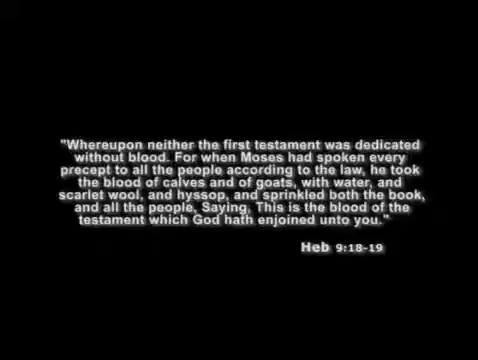 "Whereupon neither the first testament was dedicated
without blood. For when Moses had spoken every
precept to all the people according to the law, he took
the blood of calves and of goats, with water, and
scarlet wool, and hyssop, and sprinkled both the book,
and all the people, Saying, This is the blood of the
testament which God hath enjoined unto you."
Heb 9:18-19